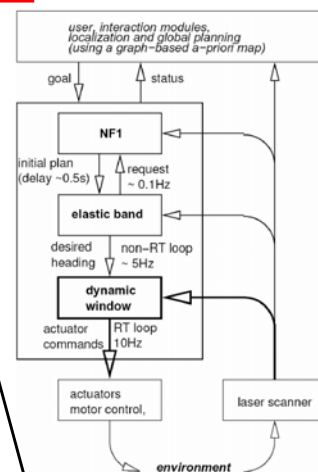 user, interaction modules,
localization and global planning
(using a graph-based a-priori map)
goal
status
NF1
initial plan
(delay ~0.5s)
request
~ 0.1Hz
elastic band
desired
heading
non-RT loop
~ 5Hz
dynamic
window
actuator
commands
RT loop
10Hz
actuators
motor control,
laser scanner
environment